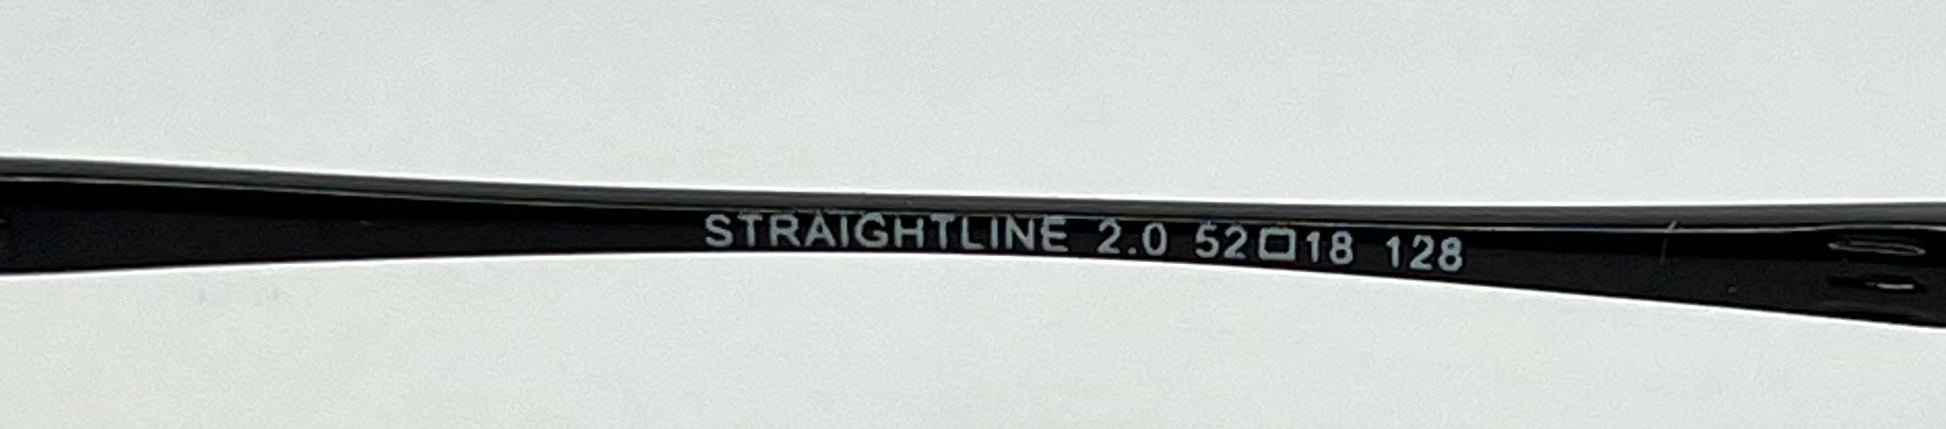 STRAIGHTLINE 2.0 52□18 128